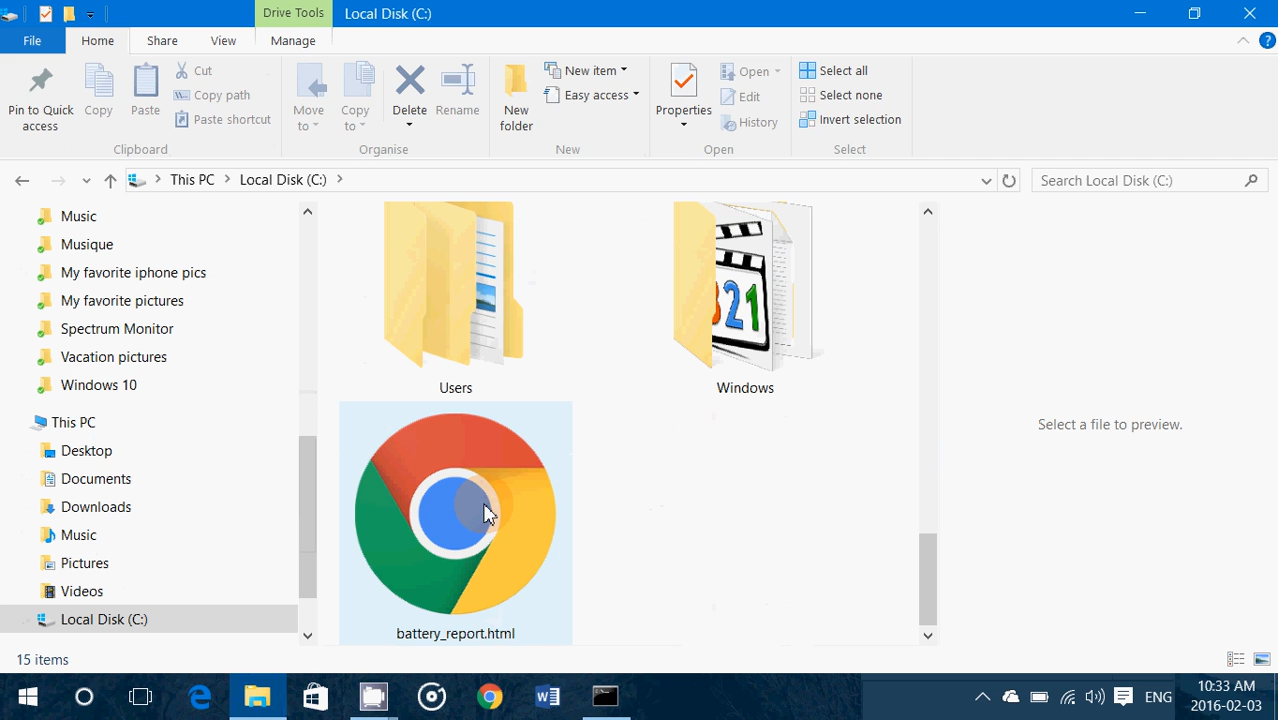 Drive Tools
Local Disk (C:)
File
Home
Share
View
Manage
Pin to Quick access
Copy
Paste
Cut
Copy path
Paste shortcut
Clipboard
Move to
Copy to
Delete
Rename
Organise
New folder
New item
Easy access
New
Properties
Open
Edit
History
Open
Select all
Select none
Invert selection
Select
This PC
Local Disk (C:)
Search Local Disk (C:)
Music
Musique
My favorite iphone pics
My favorite pictures
Spectrum Monitor
Vacation pictures
Windows 10
This PC
Desktop
Documents
Downloads
Music
Pictures
Videos
Local Disk (C:)
321
Users
Windows
battery_report.html
Select a file to preview.
15 items
ENG
10:33 AM
2016-02-03